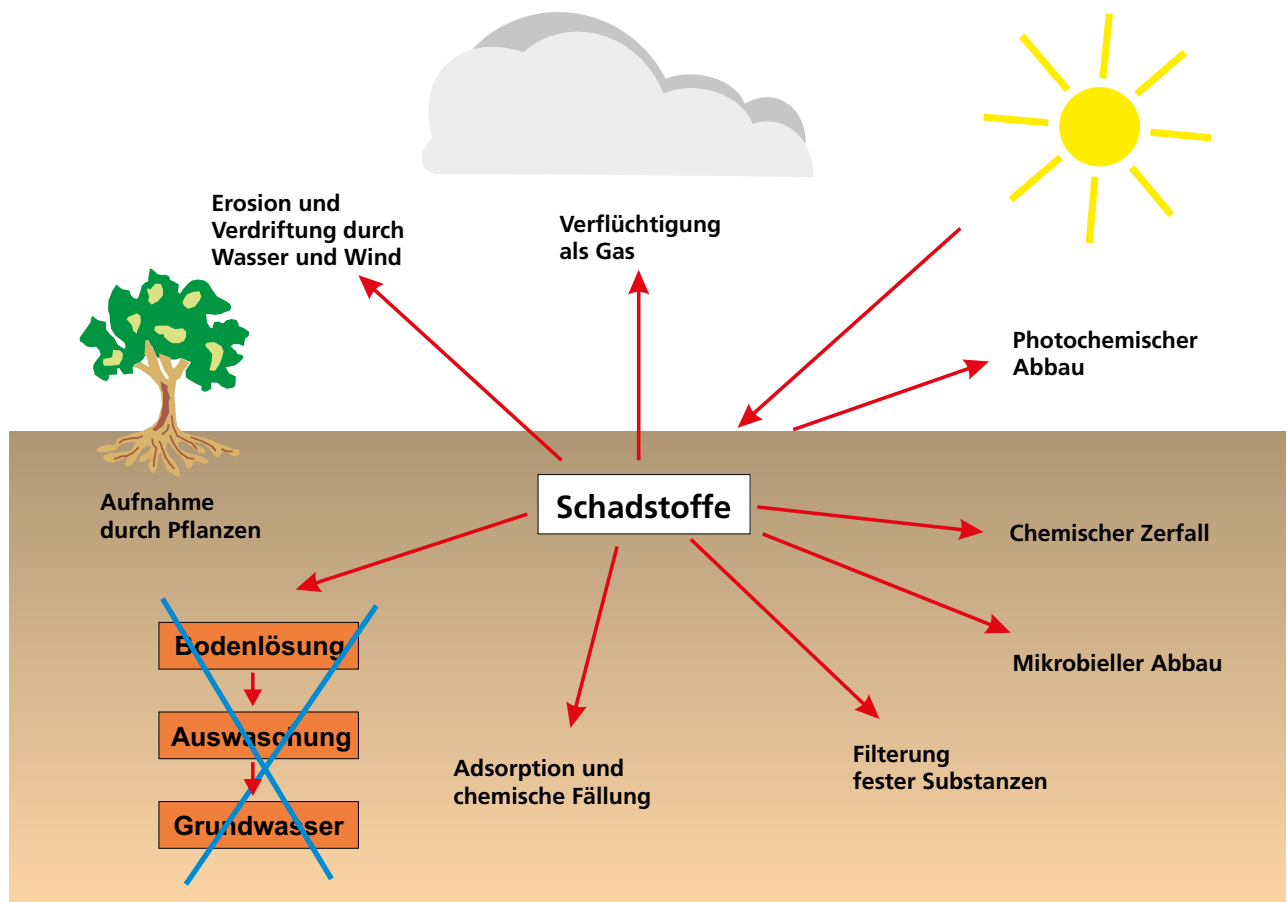 Erosion und
Verdriftung durch
Wasser und Wind
Verflüchtigung
als Gas
Photochemischer
Abbau
Aufnahme
durch Pflanzen
Schadstoffe
Chemischer Zerfall
Bodenlösung
Mikrobieller Abbau
Auswaschung
Adsorption und
chemische Fällung
Filterung
fester Substanzen
Grundwasser